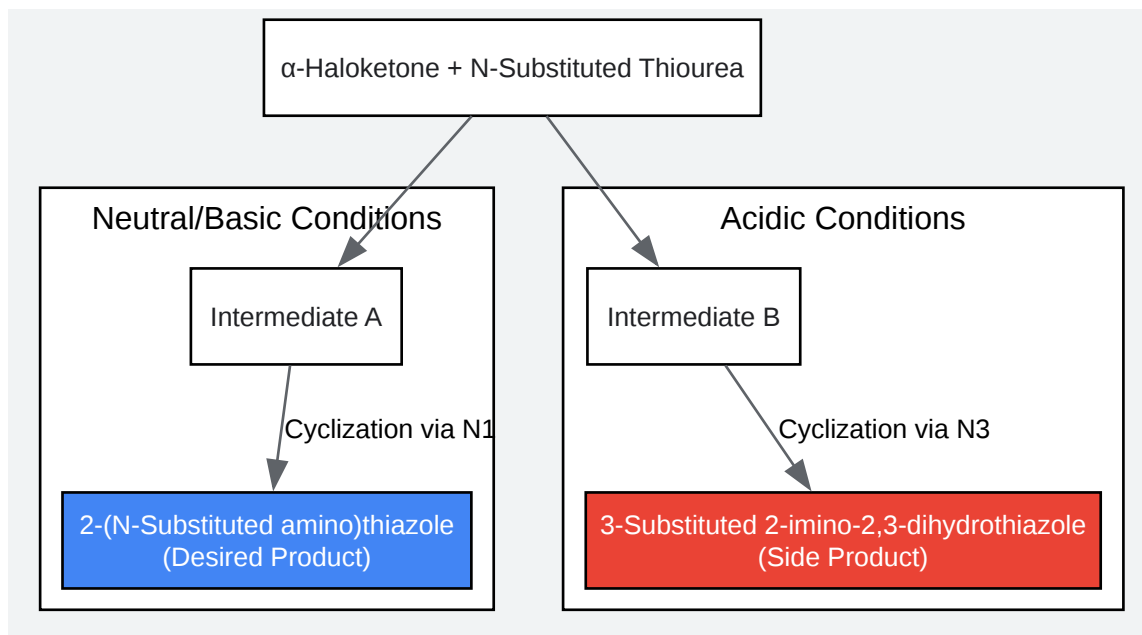 α-Haloketone + N-Substituted Thiourea
Neutral/Basic Conditions
Intermediate A
Cyclization via N1
2-(N-Substituted amino)thiazole
(Desired Product)
Acidic Conditions
Intermediate B
Cyclization via N3
3-Substituted 2-imino-2,3-dihydrothiazole
(Side Product)